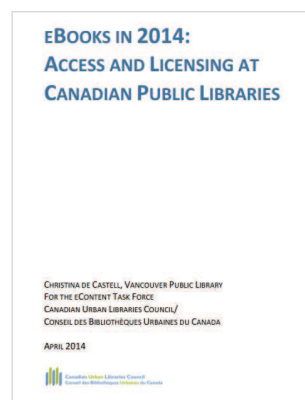 EBOOKS IN 2014:
ACCESS AND LICENSING AT
CANADIAN PUBLIC LIBRARIES
CHRISTINA DE CASTELL, VANCOUVER PUBLIC LIBRARY
FOR THE ECONTENT TASK FORCE
CANADIAN URBAN LIBRARIES COUNCIL/
CONSEIL DES BIBLIOTHÈQUES URBAINES DU CANADA
APRIL 2014
Canadian Urban Libraries Council
Conseil des Bibliothèques Urbaines du Canada